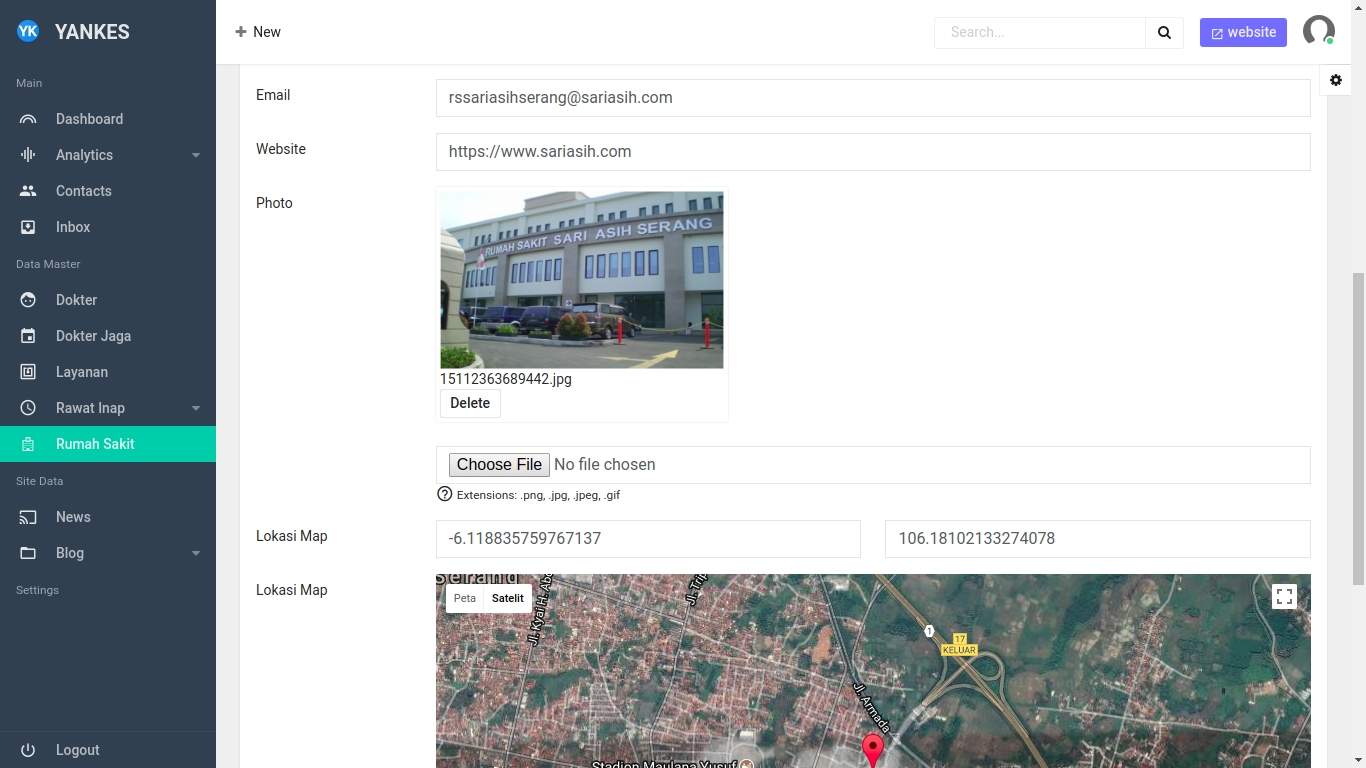 YK YANKES
Main
Dashboard
Analytics
Contacts
Inbox
Data Master
Dokter
Dokter Jaga
Layanan
Rawat Inap
Rumah Sakit
Site Data
News
Blog
Settings
Logout
+ New
Search...
website
Email
rssariasihserang@sariasih.com
Website
https://www.sariasih.com
Photo
RUMAH SAKIT SARI ASIH SERANG
15112363689442.jpg
Delete
Choose File No file chosen
Extensions: .png, .jpg, .jpeg, .gif
Lokasi Map
-6.118835759767137
106.18102133274078
Lokasi Map
Serang
Peta Satelit
Jl. Kyai H. Ab
Jl. Trip
1
17
KELUAR
Jl. Armada
Stadion Maulana Yusuf